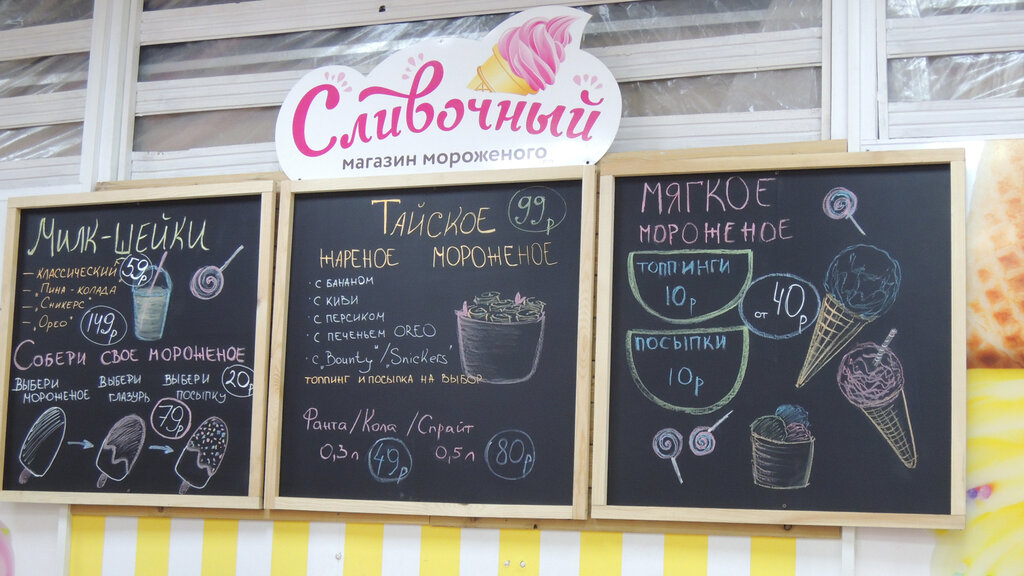 Сливочный
магазин мороженого
Милк-шейки
– классический 59р
– "Пина-колада"
– "Сникерс"
– "Орео" 149р
Собери свое мороженое
Выбери мороженое
Выбери глазурь
Выбери посыпку 20р
79р
Тайское 99р
жареное мороженое
· с бананом
· с киви
· с персиком
· с печеньем OREO
· с "Bounty"/"Snickers"
топпинг и посыпка на выбор
Фанта/Кола/Спрайт
0,3л 49р 0,5л 80р
Мягкое
мороженое
топпинги
10р
от 40р
посыпки
10р